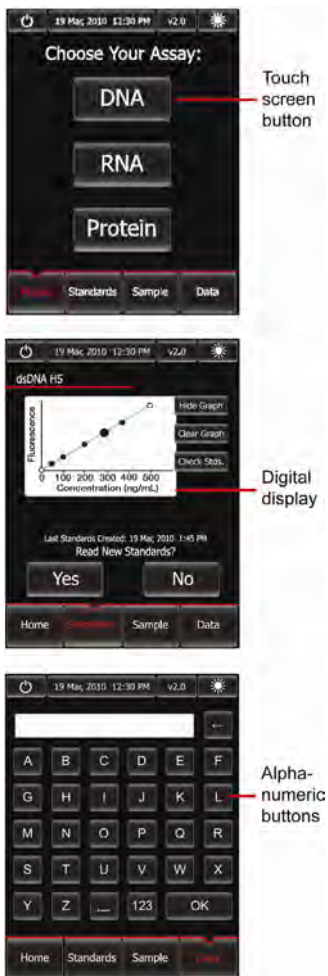 19 Mar, 2010 12:30 PM v2.0
Choose Your Assay:
DNA
Touch
screen
button
RNA
Protein
Home Standards Sample Data
19 Mar, 2010 12:30 PM v2.0
dsDNA HS
Fluorescence
0 100 200 300 400 500
Concentration (ng/mL)
Hide Graph
Clear Graph
Check Stds.
Digital
display
Last Standards Created: 19 Mar, 2010 1:45 PM
Read New Standards?
Yes No
Home Standards Sample Data
19 Mar, 2010 12:30 PM v2.0
←
A B C D E F
G H I J K L
Alpha-
numeric
buttons
M N O P Q R
S T U V W X
Y Z _ 123 OK
Home Standards Sample Data